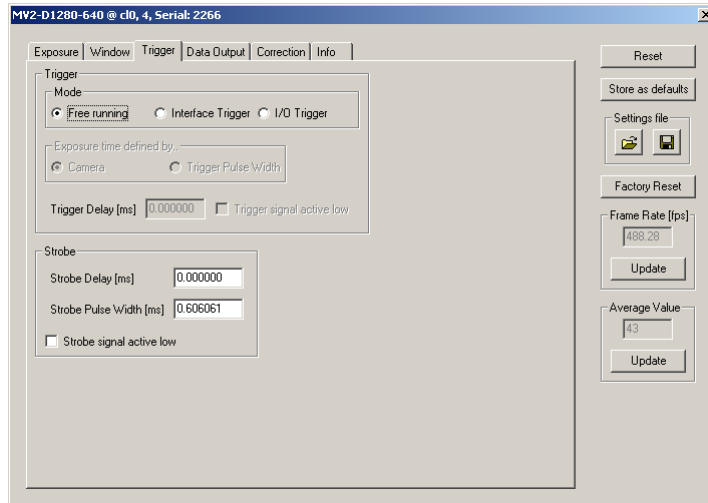 MV2-D1280-640 @ cl0, 4, Serial: 2266
Exposure Window Trigger Data Output Correction Info
Trigger
Mode
Free running Interface Trigger I/O Trigger
Exposure time defined by..
Camera Trigger Pulse Width
Trigger Delay [ms] 0.000000 Trigger signal active low
Strobe
Strobe Delay [ms] 0.000000
Strobe Pulse Width [ms] 0.606061
Strobe signal active low
Reset
Store as defaults
Settings file
Factory Reset
Frame Rate [fps]
488.28
Update
Average Value
43
Update